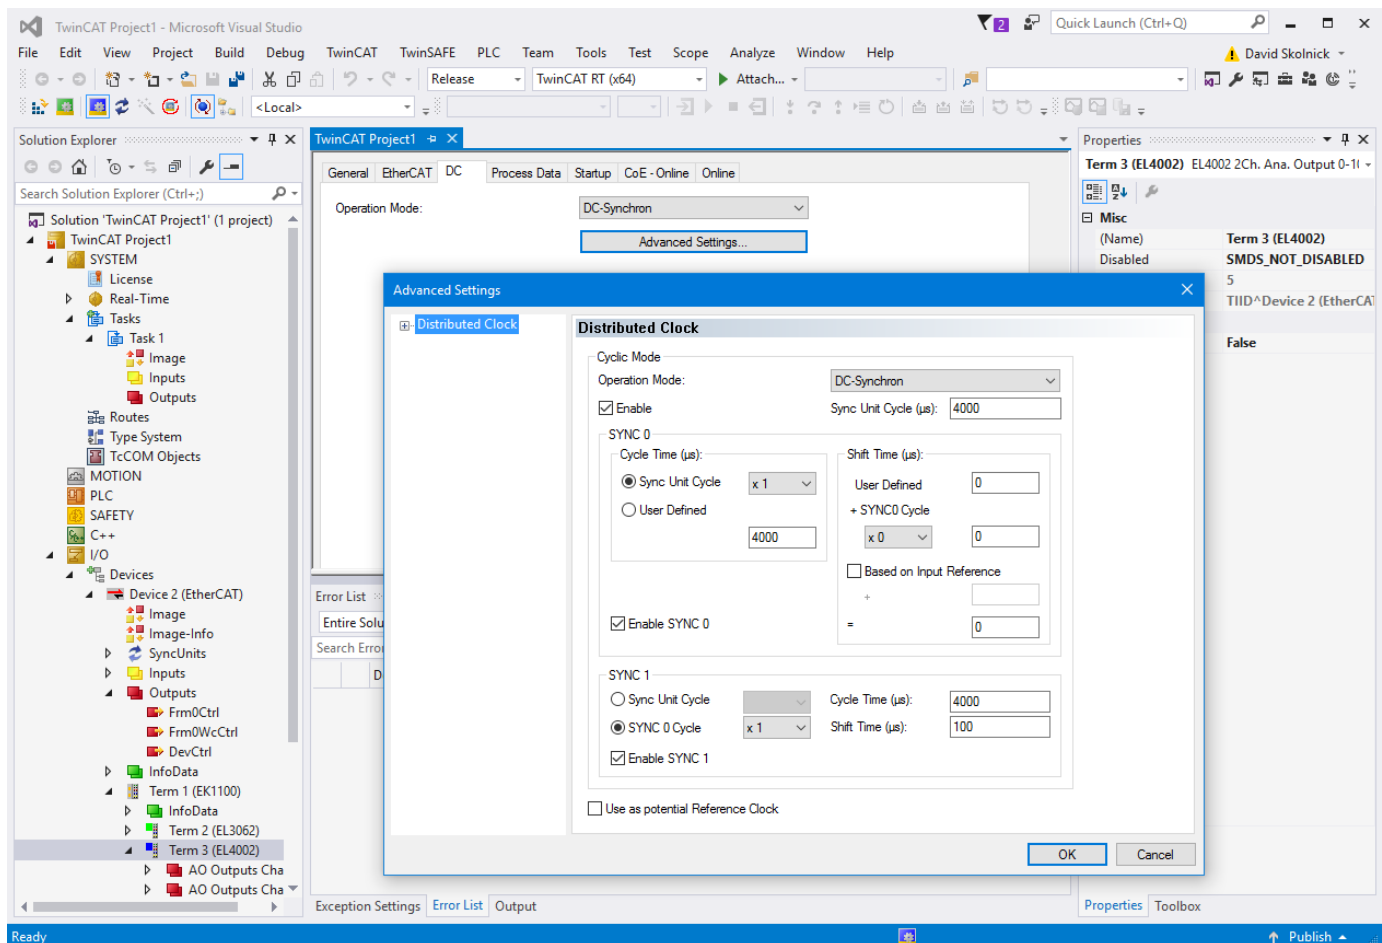 TwinCAT Project1 - Microsoft Visual Studio
2
Quick Launch (Ctrl+Q)
File Edit View Project Build Debug TwinCAT TwinSAFE PLC Team Tools Test Scope Analyze Window Help
David Skolnick
Release
TwinCAT RT (x64)
Attach...
<Local>
Solution Explorer
Search Solution Explorer (Ctrl+;)
Solution 'TwinCAT Project1' (1 project)
TwinCAT Project1
SYSTEM
License
Real-Time
Tasks
Task 1
Image
Inputs
Outputs
Routes
Type System
TcCOM Objects
MOTION
PLC
SAFETY
C++
I/O
Devices
Device 2 (EtherCAT)
Image
Image-Info
SyncUnits
Inputs
Outputs
Frm0Ctrl
Frm0WcCtrl
DevCtrl
InfoData
Term 1 (EK1100)
InfoData
Term 2 (EL3062)
Term 3 (EL4002)
AO Outputs Cha
AO Outputs Cha
TwinCAT Project1
General EtherCAT DC Process Data Startup CoE - Online Online
Operation Mode:
DC-Synchron
Advanced Settings...
Advanced Settings
Distributed Clock
Distributed Clock
Cyclic Mode
Operation Mode:
DC-Synchron
Enable
Sync Unit Cycle (µs):
4000
SYNC 0
Cycle Time (µs):
Sync Unit Cycle
x 1
User Defined
4000
Enable SYNC 0
Shift Time (µs):
User Defined
0
+ SYNC0 Cycle
x 0
0
Based on Input Reference
+
=
0
SYNC 1
Sync Unit Cycle
Cycle Time (µs):
4000
SYNC 0 Cycle
x 1
Shift Time (µs):
100
Enable SYNC 1
Use as potential Reference Clock
OK
Cancel
Error List
Entire Solu
Search Error
D
Exception Settings Error List Output
Properties
Term 3 (EL4002) EL4002 2Ch. Ana. Output 0-1
Misc
(Name) Term 3 (EL4002)
Disabled SMDS_NOT_DISABLED
5
TIID^Device 2 (EtherCAT
False
Properties Toolbox
Ready
Publish